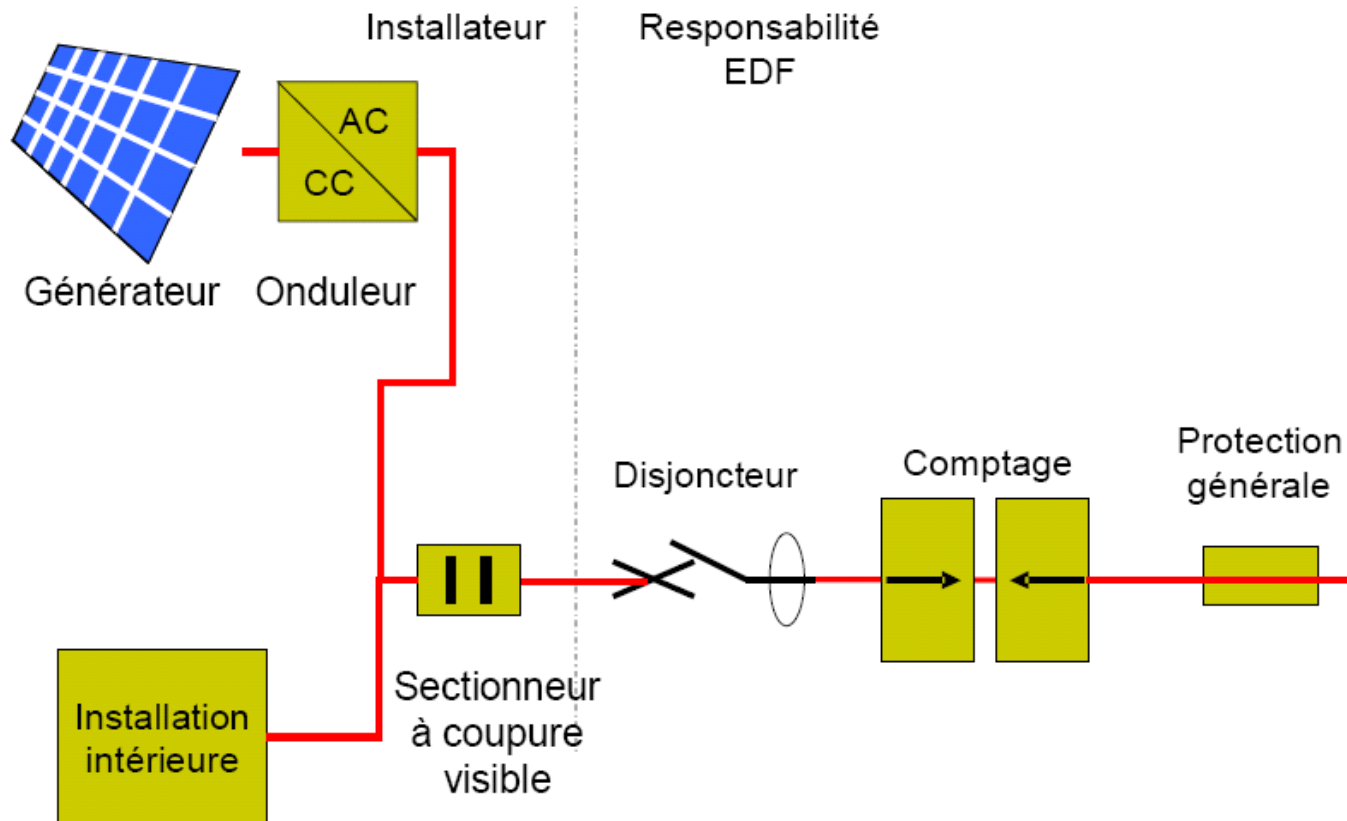 Installateur
Responsabilité
EDF
AC
CC
Générateur
Onduleur
Disjoncteur
Comptage
Protection
générale
Sectionneur
à coupure
visible
Installation
intérieure